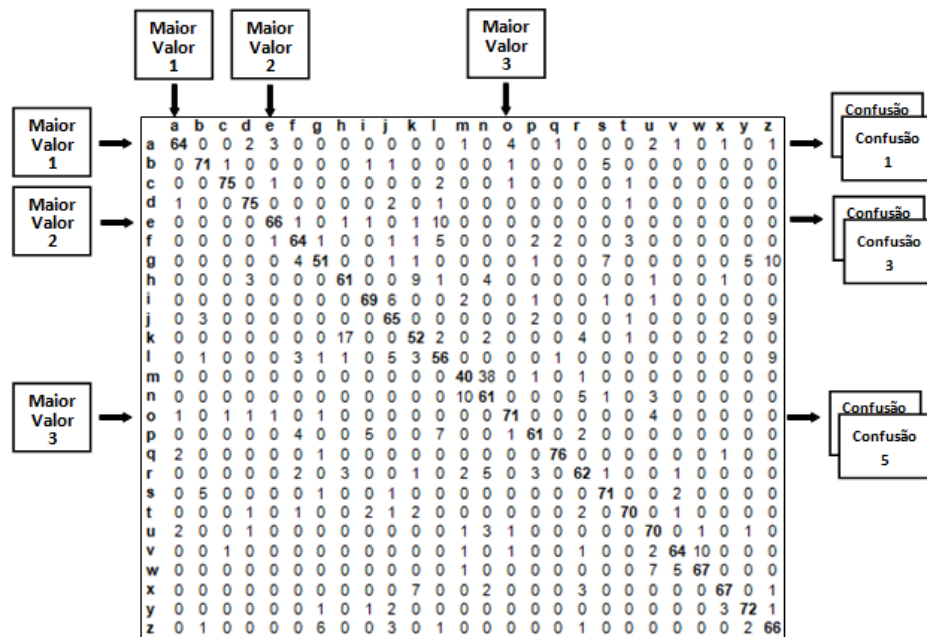 Maior
Valor
1
Maior
Valor
2
Maior
Valor
3
Maior
Valor
1
Maior
Valor
2
Maior
Valor
3
a b c d e f g h i j k l m n o p q r s t u v w x y z
a 64 0 0 2 3 0 0 0 0 0 0 0 1 0 4 0 1 0 0 0 2 1 0 1 0 1
b 0 71 1 0 0 0 0 0 1 1 0 0 0 0 1 0 0 0 5 0 0 0 0 0 0 0
c 0 0 75 0 1 0 0 0 0 0 0 2 0 0 1 0 0 0 0 1 0 0 0 0 0 0
d 1 0 0 75 0 0 0 0 0 2 0 1 0 0 0 0 0 0 0 1 0 0 0 0 0 0
e 0 0 0 0 66 1 0 1 1 0 1 10 0 0 0 0 0 0 0 0 0 0 0 0 0 0
f 0 0 0 0 1 64 1 0 0 1 1 5 0 0 0 2 2 0 0 3 0 0 0 0 0 0
g 0 0 0 0 0 4 51 0 0 1 1 0 0 0 0 1 0 0 7 0 0 0 0 0 5 10
h 0 0 0 3 0 0 0 61 0 0 9 1 0 4 0 0 0 0 0 0 1 0 0 1 0 0
i 0 0 0 0 0 0 0 0 69 6 0 0 2 0 0 1 0 0 1 0 1 0 0 0 0 0
j 0 3 0 0 0 0 0 0 0 65 0 0 0 0 0 2 0 0 0 1 0 0 0 0 0 9
k 0 0 0 0 0 0 0 17 0 0 52 2 0 2 0 0 0 4 0 1 0 0 0 2 0 0
l 0 1 0 0 0 3 1 1 0 5 3 56 0 0 0 0 1 0 0 0 0 0 0 0 0 9
m 0 0 0 0 0 0 0 0 0 0 0 0 40 38 0 1 0 1 0 0 0 0 0 0 0 0
n 0 0 0 0 0 0 0 0 0 0 0 0 10 61 0 0 0 5 1 0 3 0 0 0 0 0
o 1 0 1 1 1 0 1 0 0 0 0 0 0 0 71 0 0 0 0 0 4 0 0 0 0 0
p 0 0 0 0 0 4 0 0 5 0 0 7 0 0 1 61 0 2 0 0 0 0 0 0 0 0
q 2 0 0 0 0 0 1 0 0 0 0 0 0 0 0 0 76 0 0 0 0 0 0 1 0 0
r 0 0 0 0 0 2 0 3 0 0 1 0 2 5 0 3 0 62 1 0 0 1 0 0 0 0
s 0 5 0 0 0 0 1 0 0 1 0 0 0 0 0 0 0 0 71 0 0 2 0 0 0 0
t 0 0 0 1 0 1 0 0 2 1 2 0 0 0 0 0 0 2 0 70 0 1 0 0 0 0
u 2 0 0 1 0 0 0 0 0 0 0 0 1 3 1 0 0 0 0 0 70 0 1 0 1 0
v 0 0 1 0 0 0 0 0 0 0 0 0 1 0 1 0 0 1 0 0 2 64 10 0 0 0
w 0 0 0 0 0 0 0 0 0 0 0 0 1 0 0 0 0 0 0 0 7 5 67 0 0 0
x 0 0 0 0 0 0 0 0 0 0 7 0 0 2 0 0 0 3 0 0 0 0 0 67 0 1
y 0 0 0 0 0 0 1 0 1 2 0 0 0 0 0 0 0 0 0 0 0 0 0 3 72 1
z 0 1 0 0 0 0 6 0 0 3 0 1 0 0 0 0 0 1 0 0 0 0 0 0 2 66
Confusão
Confusão
1
Confusão
Confusão
3
Confusão
Confusão
5